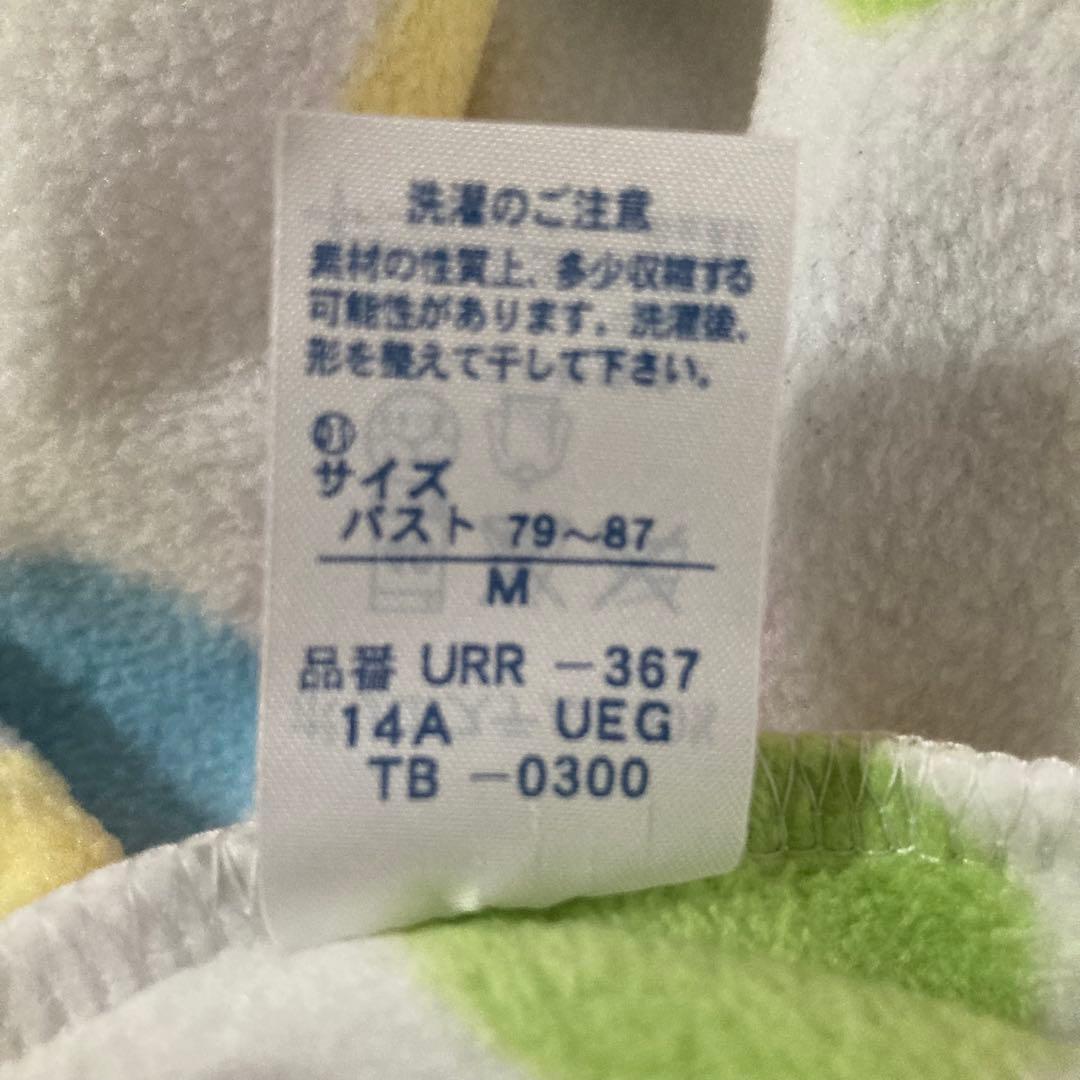 洗濯のご注意
素材の性質上、多少収縮する
可能性があります。洗濯後、
形を整えて干して下さい。
サイズ
バスト 79～87
M
品番 URR －367
14A UEG
TB －0300